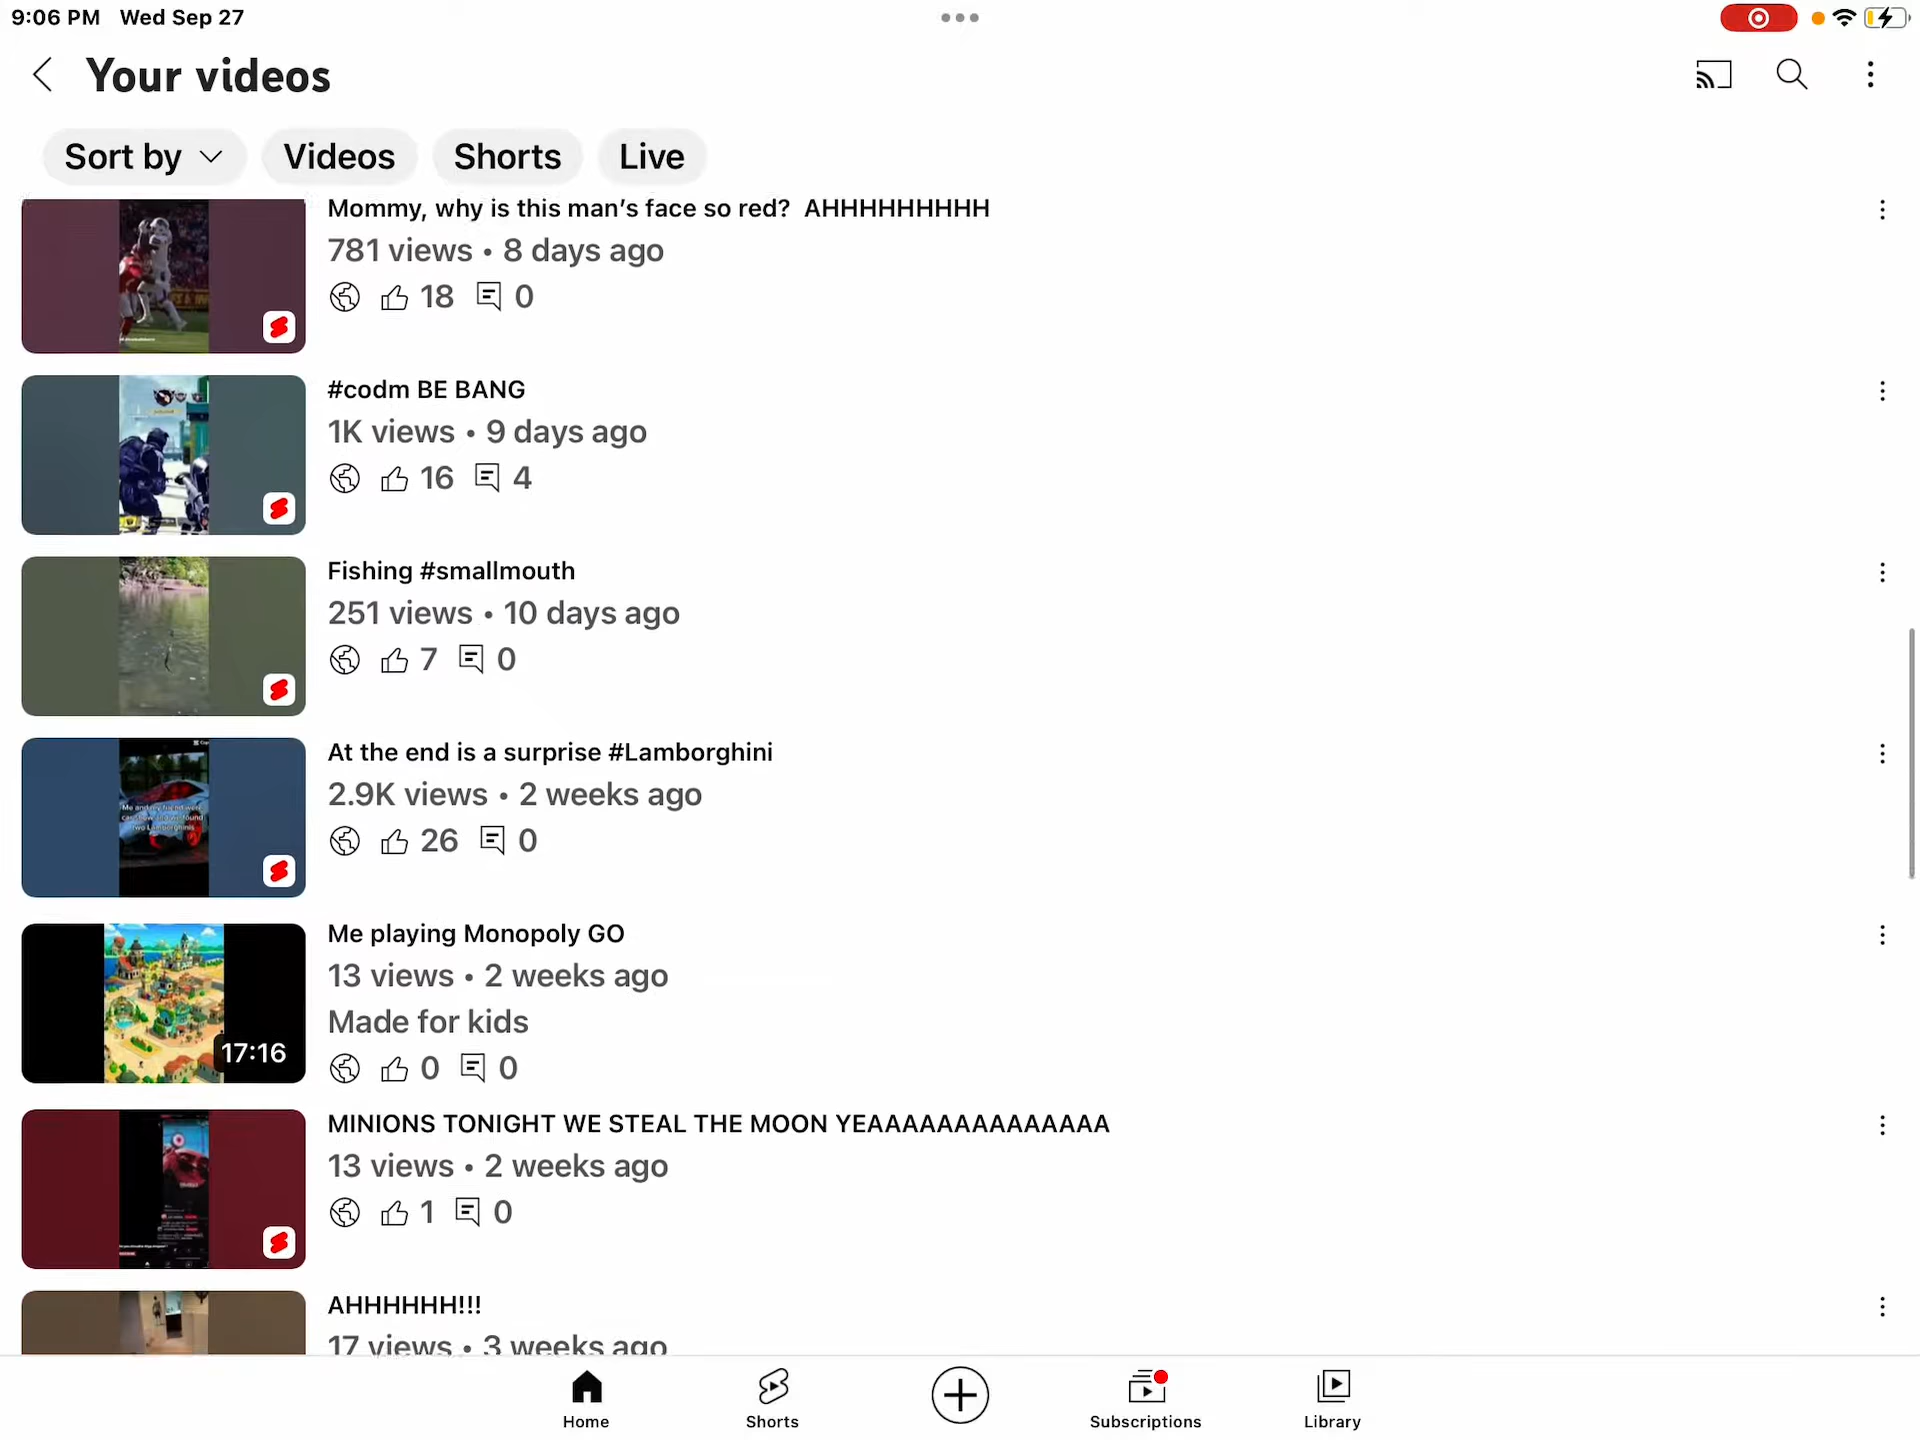 9:06 PM Wed Sep 27
Your videos
Sort by Videos Shorts Live
Mommy, why is this man’s face so red? AHHHHHHHHH
781 views • 8 days ago
18 0
#codm BE BANG
1K views • 9 days ago
16 4
Fishing #smallmouth
251 views • 10 days ago
7 0
At the end is a surprise #Lamborghini
2.9K views • 2 weeks ago
26 0
Me playing Monopoly GO
13 views • 2 weeks ago
Made for kids
17:16
0 0
MINIONS TONIGHT WE STEAL THE MOON YEAAAAAAAAAAAAAA
13 views • 2 weeks ago
1 0
AHHHHHH!!!
17 views • 3 weeks ago
Home Shorts Subscriptions Library